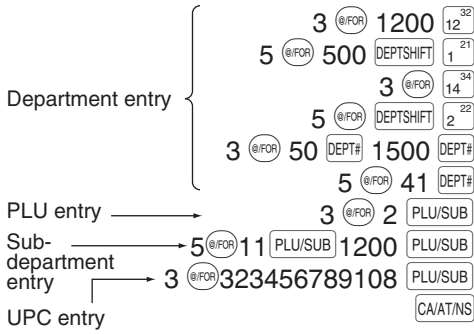 3 @/FOR 1200 12 32
5 @/FOR 500 DEPTSHIFT 1 21
Department entry 3 @/FOR 14 34
5 @/FOR DEPTSHIFT 2 22
3 @/FOR 50 DEPT# 1500 DEPT#
5 @/FOR 41 DEPT#
PLU entry 3 @/FOR 2 PLU/SUB
Sub-
department
entry 5 @/FOR 11 PLU/SUB 1200 PLU/SUB
3 @/FOR 323456789108 PLU/SUB
UPC entry CA/AT/NS